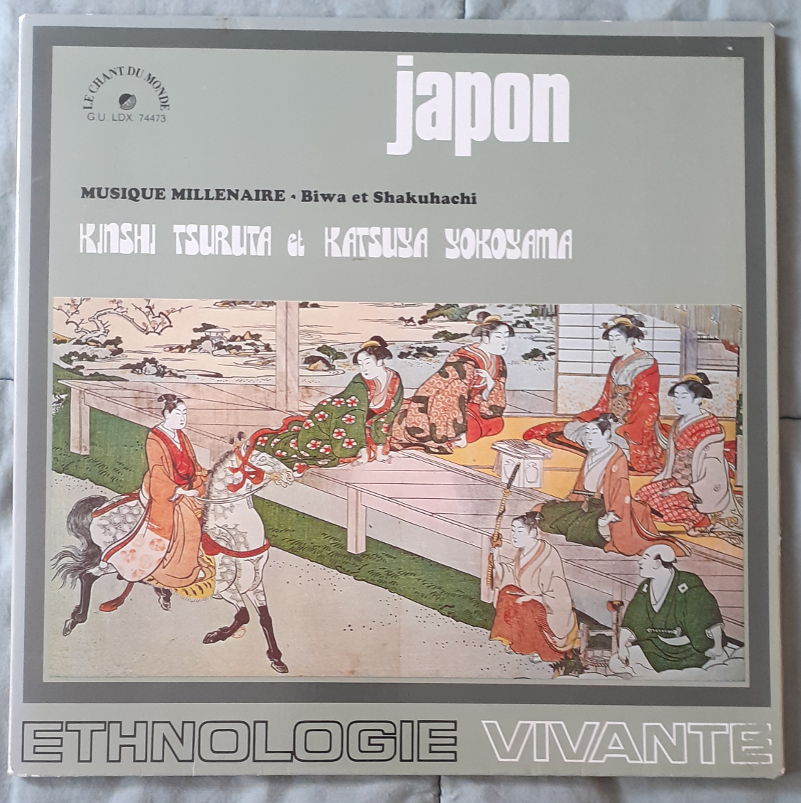 LE CHANT DU MONDE
G.U. LDX. 74473
japon
MUSIQUE MILLENAIRE • Biwa et Shakuhachi
KINSHI TSURUTA et KATSUYA YOKOYAMA
ETHNOLOGIE VIVANTE